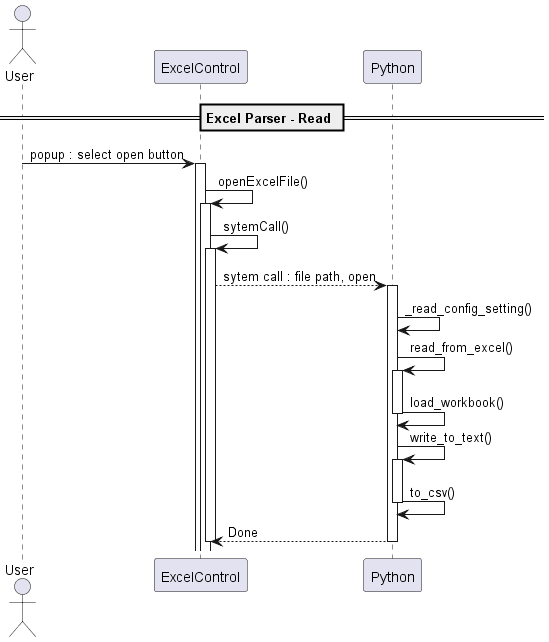 User
ExcelControl
Python
Excel Parser - Read
popup : select open button
openExcelFile()
sytemCall()
sytem call : file path, open
_read_config_setting()
read_from_excel()
load_workbook()
write_to_text()
to_csv()
Done
User
ExcelControl
Python